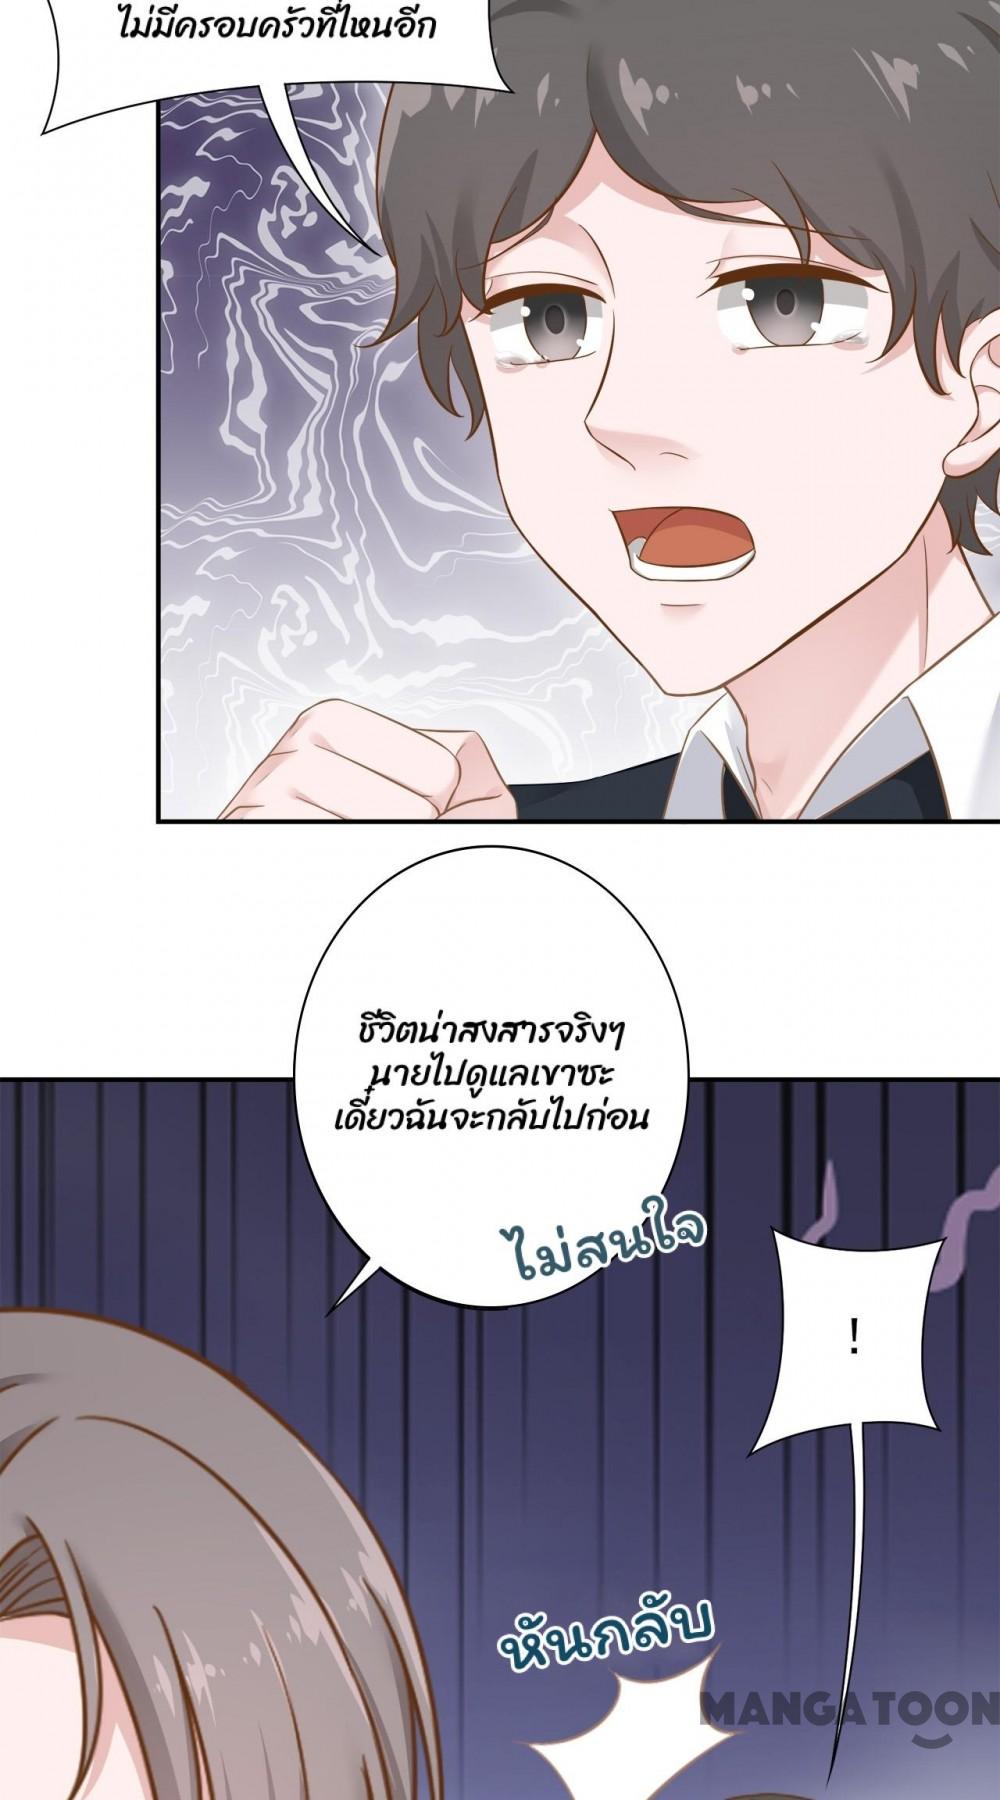 ไม่มีครอบครัวที่ไหนอีก
ชีวิตน่าสงสารจริงๆ
นายไปดูแลเขาซะ
เดี๋ยวฉันจะกลับไปก่อน
ไม่สนใจ
!
หันกลับ
MANGATOON